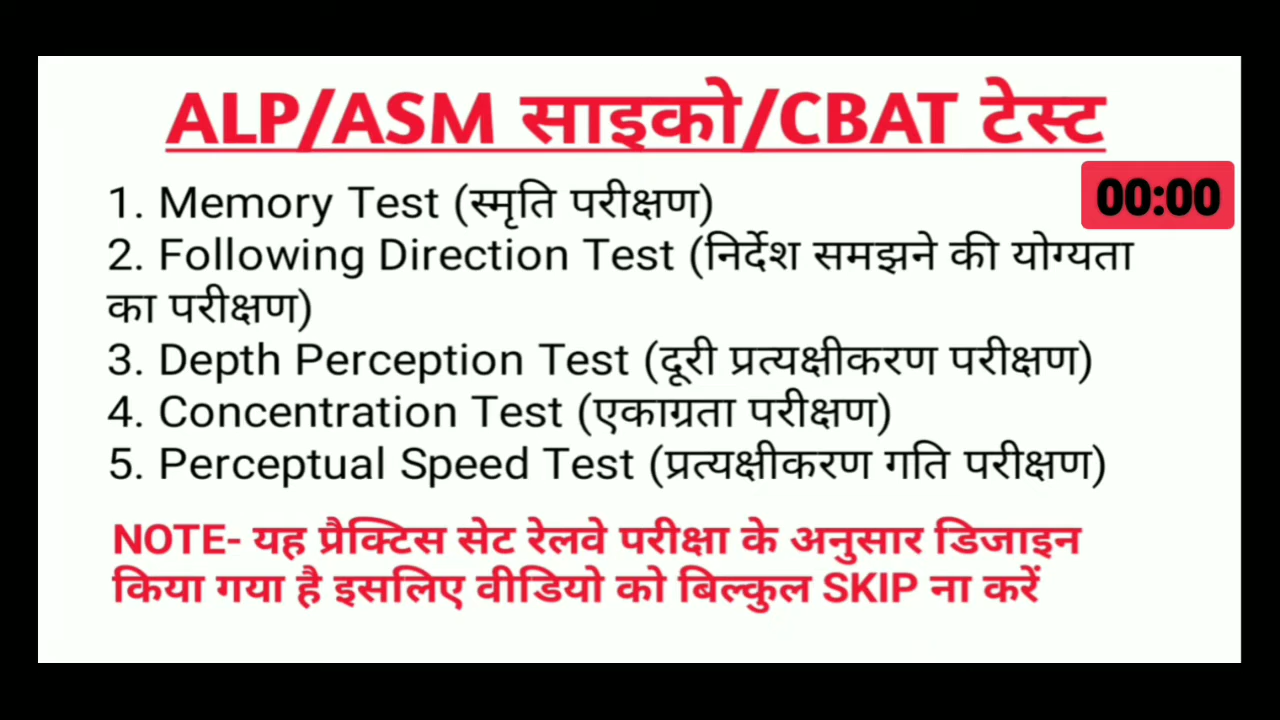 ALP/ASM साइको/CBAT टेस्ट
00:00
1. Memory Test (स्मृति परीक्षण)
2. Following Direction Test (निर्देश समझने की योग्यता
का परीक्षण)
3. Depth Perception Test (दूरी प्रत्यक्षीकरण परीक्षण)
4. Concentration Test (एकाग्रता परीक्षण)
5. Perceptual Speed Test (प्रत्यक्षीकरण गति परीक्षण)
NOTE- यह प्रैक्टिस सेट रेलवे परीक्षा के अनुसार डिजाइन
किया गया है इसलिए वीडियो को बिल्कुल SKIP ना करें